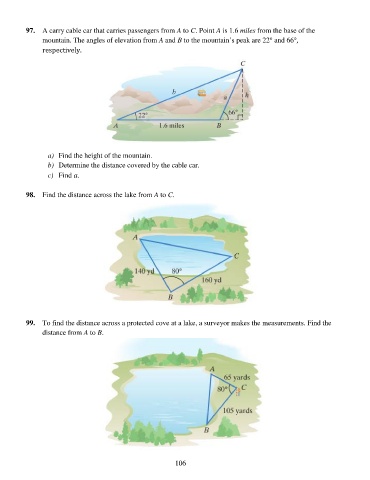 97. A carry cable car that carries passengers from A to C. Point A is 1.6 miles from the base of the
mountain. The angles of elevation from A and B to the mountain's peak are 22° and 66°,
respectively.
C
b
a
h
22°
66°
A
1.6 miles
B
a) Find the height of the mountain.
b) Determine the distance covered by the cable car.
c) Find a.
98. Find the distance across the lake from A to C.
A
C
140 yd
80°
160 yd
B
99. To find the distance across a protected cove at a lake, a surveyor makes the measurements. Find the
distance from A to B.
A
65 yards
80°
C
105 yards
B
106